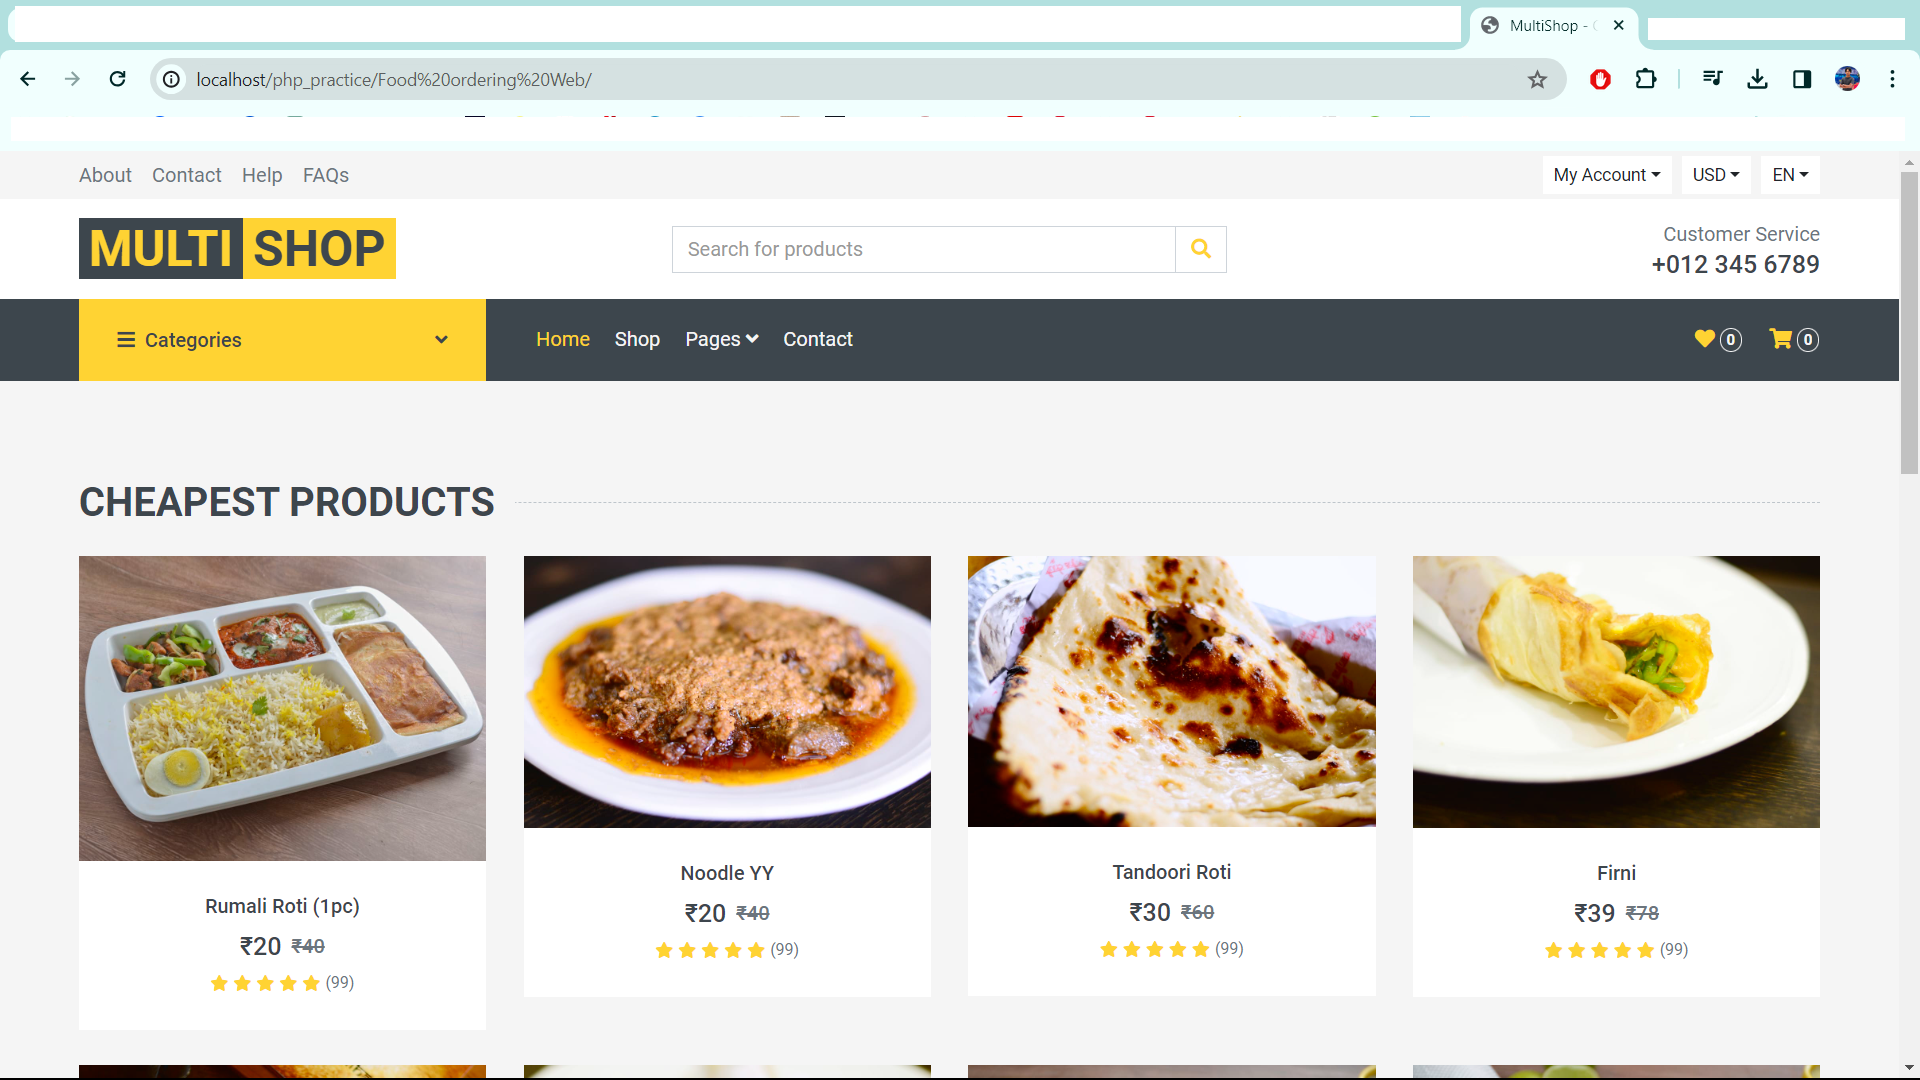 MultiShop -
localhost/php_practice/Food%20ordering%20Web/
About Contact Help FAQs My Account USD EN
MULTI SHOP Search for products Customer Service
+012 345 6789
Categories Home Shop Pages Contact 0 0
CHEAPEST PRODUCTS
Rumali Roti (1pc)
₹20 ₹40
(99)
Noodle YY
₹20 ₹40
(99)
Tandoori Roti
₹30 ₹60
(99)
Firni
₹39 ₹78
(99)